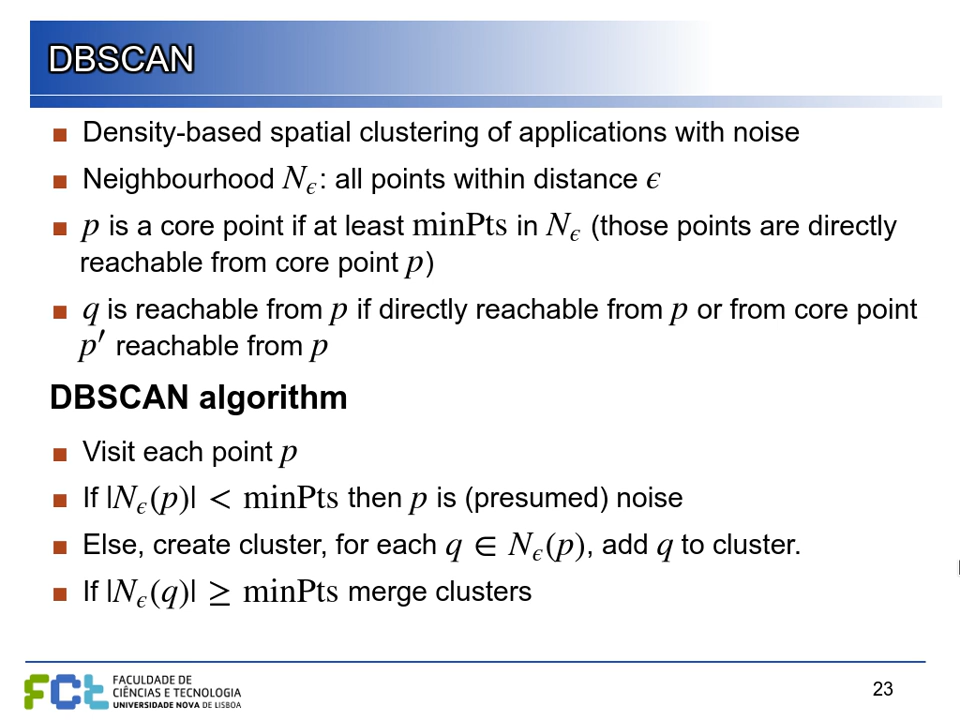 DBSCAN
■ Density-based spatial clustering of applications with noise
■ Neighbourhood Nϵ: all points within distance ϵ
■ p is a core point if at least minPts in Nϵ (those points are directly
reachable from core point p)
■ q is reachable from p if directly reachable from p or from core point
p′ reachable from p
DBSCAN algorithm
■ Visit each point p
■ If |Nϵ(p)| < minPts then p is (presumed) noise
■ Else, create cluster, for each q ∈ Nϵ(p), add q to cluster.
■ If |Nϵ(q)| ≥ minPts merge clusters
FCt
FACULDADE DE
CIÊNCIAS E TECNOLOGIA
UNIVERSIDADE NOVA DE LISBOA
23